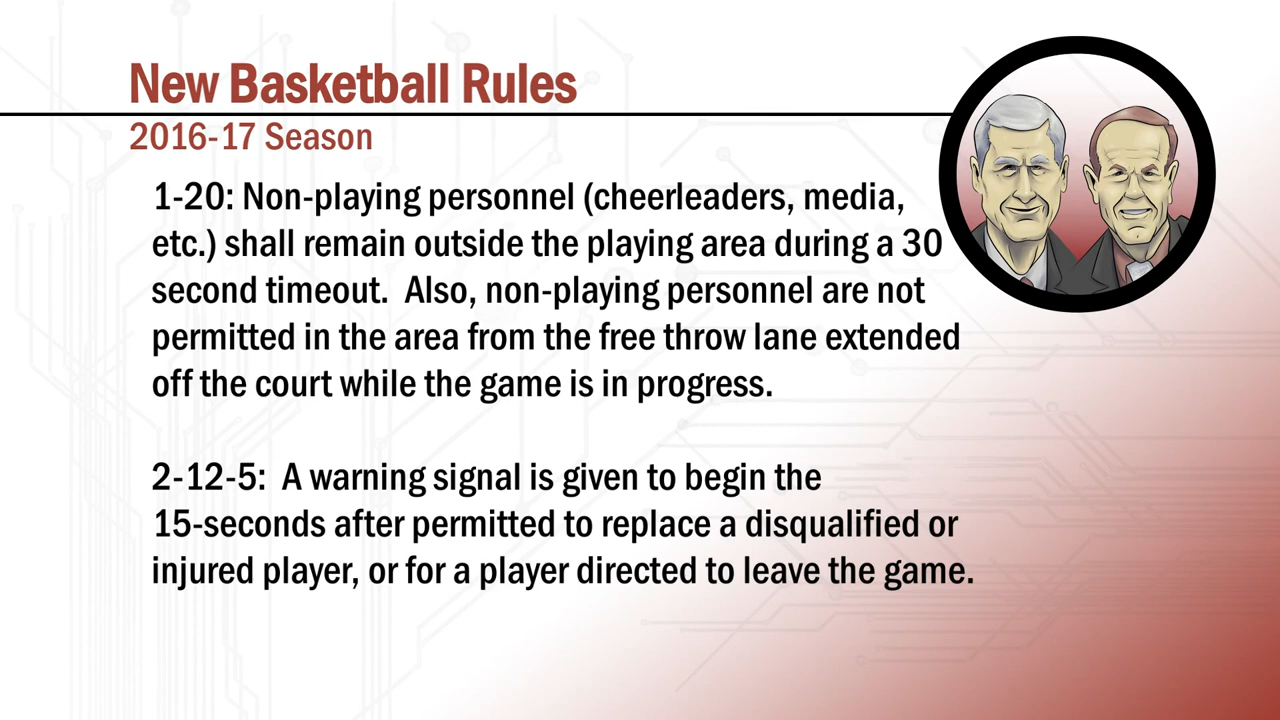 New Basketball Rules
2016-17 Season
1-20: Non-playing personnel (cheerleaders, media,
etc.) shall remain outside the playing area during a 30
second timeout.  Also, non-playing personnel are not
permitted in the area from the free throw lane extended
off the court while the game is in progress.
2-12-5:  A warning signal is given to begin the
15-seconds after permitted to replace a disqualified or
injured player, or for a player directed to leave the game.